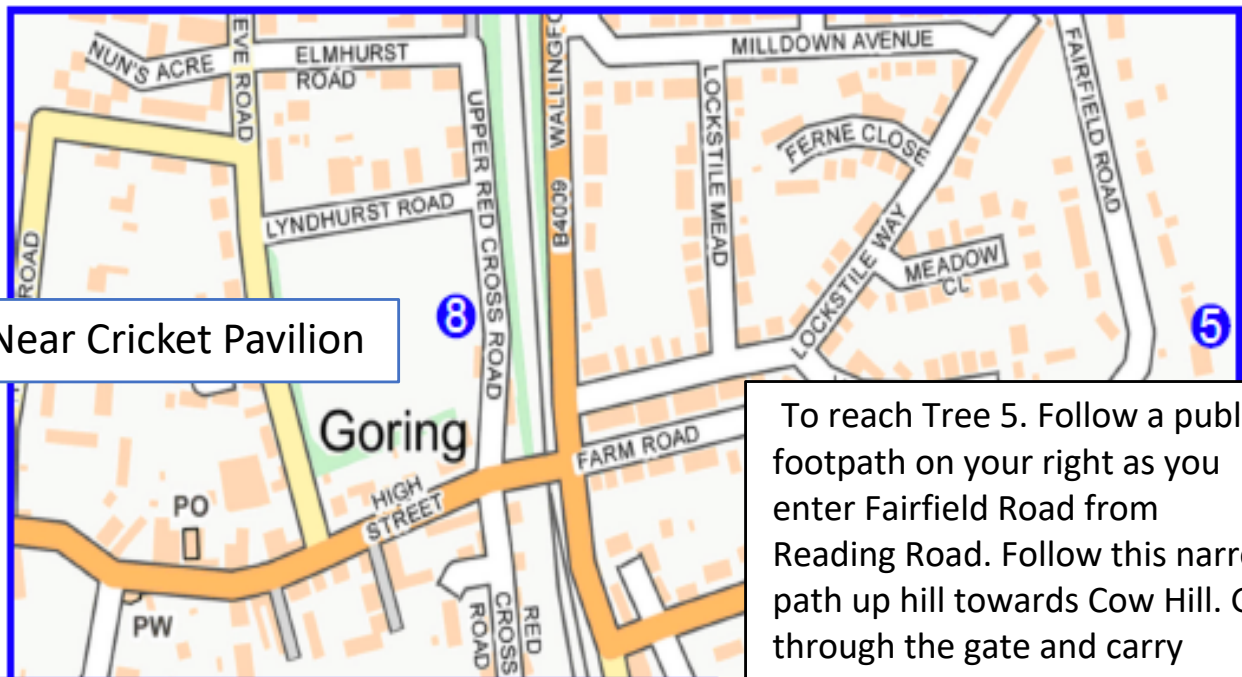 NUN'S ACRE
EVE ROAD
ELMHURST
ROAD
UPPER RED CROSS ROAD
B4009 WALLINGFO
MILLDOWN AVENUE
LOCKSTILE MEAD
FERNE CLOSE
FAIRFIELD ROAD
LYNDHURST ROAD
LOCKSTILE WAY
MEADOW
CL
ROAD
Near Cricket Pavilion
8
5
Goring
FARM ROAD
HIGH
STREET
PO
PW
RED
CROSS
ROAD
To reach Tree 5. Follow a publ
footpath on your right as you
enter Fairfield Road from
Reading Road. Follow this narr
path up hill towards Cow Hill. G
through the gate and carry